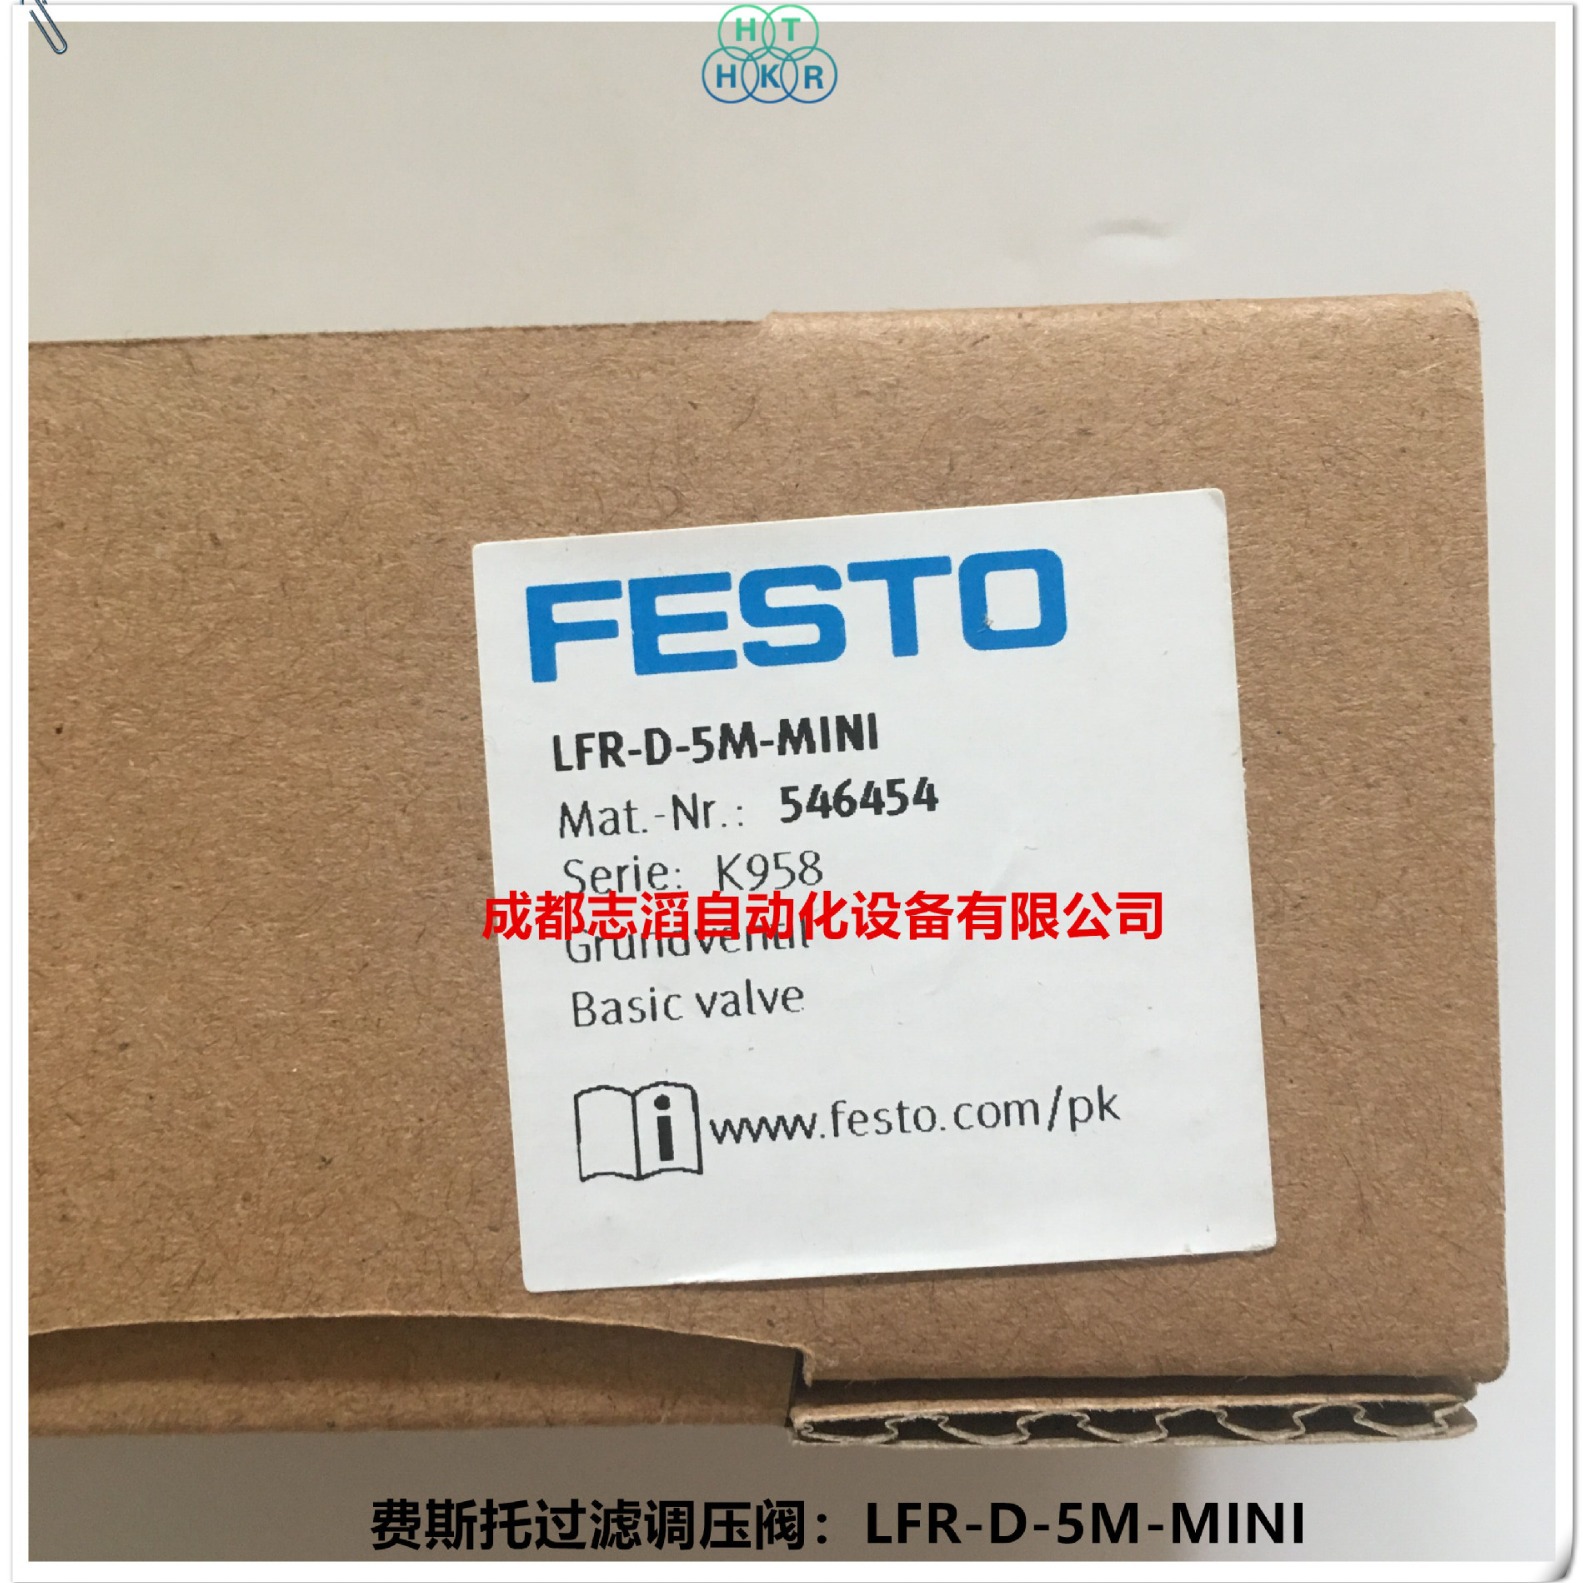 H T
H K R
FESTO
LFR-D-5M-MINI
Mat.-Nr.: 546454
Serie: K958
成都志滔自动化设备有限公司
Grundventil
Basic valve
i www.festo.com/pk
费斯托过滤调压阀：LFR-D-5M-MINI